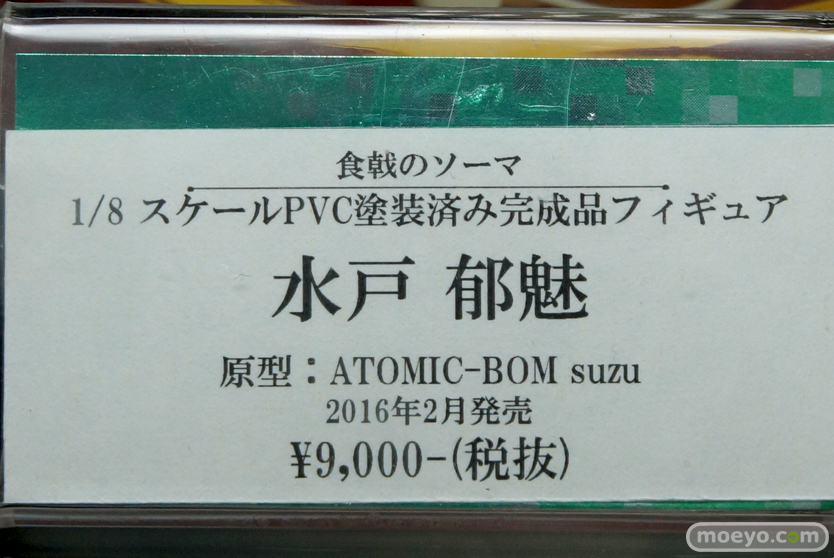 食戟のソーマ
1/8 スケールPVC塗装済み完成品フィギュア
水戸 郁魅
原型：ATOMIC-BOM suzu
2016年2月発売
¥9,000-(税抜)
moeyo.com